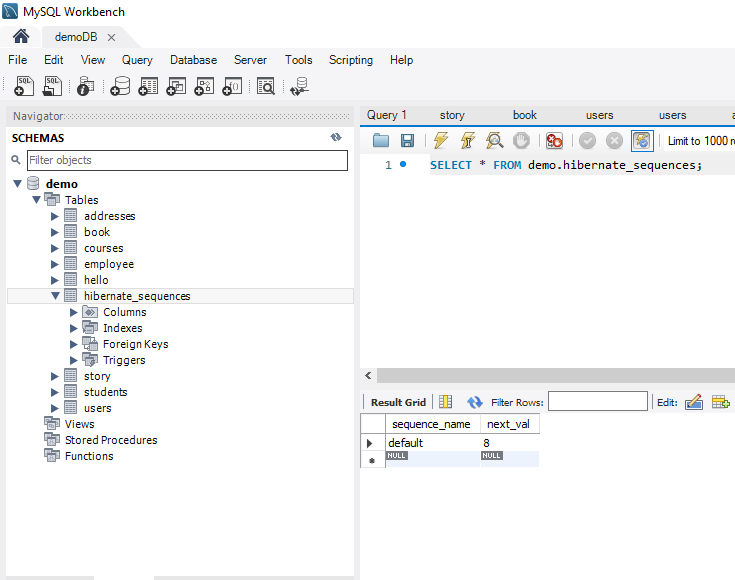 MySQL Workbench
demoDB
File Edit View Query Database Server Tools Scripting Help
SQL SQL
Navigator
SCHEMAS
Filter objects
demo
Tables
addresses
book
courses
employee
hello
hibernate_sequences
Columns
Indexes
Foreign Keys
Triggers
story
students
users
Views
Stored Procedures
Functions
Query 1 story book users users
Limit to 1000 r
1 SELECT * FROM demo.hibernate_sequences;
Result Grid Filter Rows: Edit:
sequence_name next_val
default 8
NULL NULL